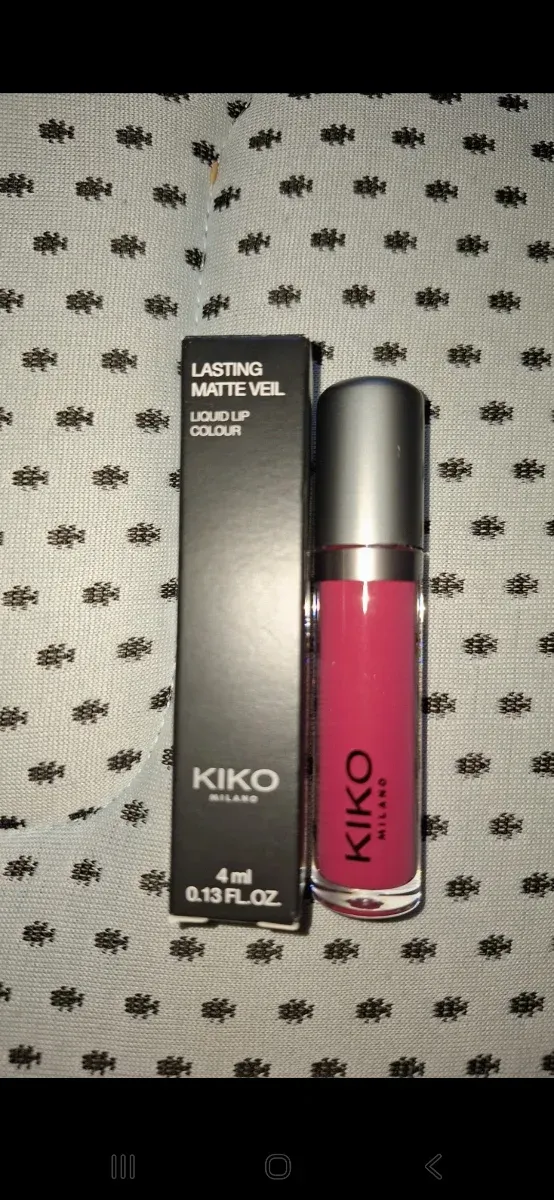 LASTING
MATTE VEIL
LIQUID LIP
COLOUR
KIKO
MILANO
4 ml
0.13 FL.OZ.
KIKO
MILANO